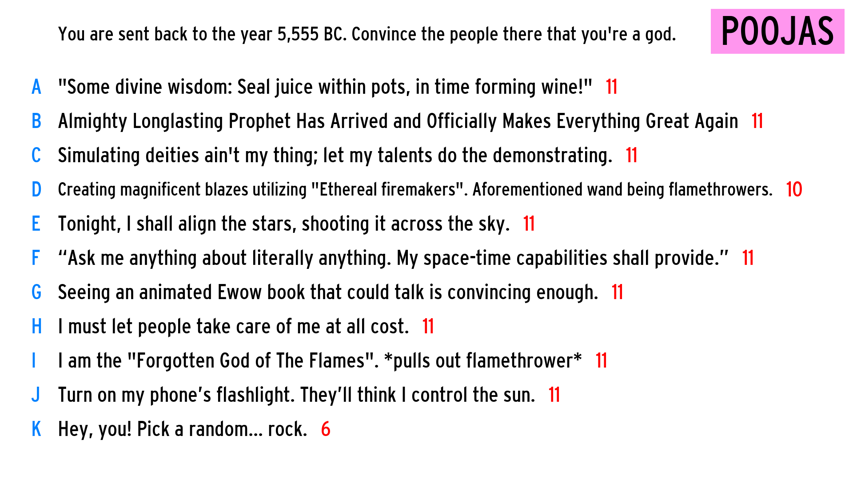 You are sent back to the year 5,555 BC. Convince the people there that you're a god.
POOJAS
A "Some divine wisdom: Seal juice within pots, in time forming wine!" 11
B Almighty Longlasting Prophet Has Arrived and Officially Makes Everything Great Again 11
C Simulating deities ain't my thing; let my talents do the demonstrating. 11
D Creating magnificent blazes utilizing "Ethereal firemakers". Aforementioned wand being flamethrowers. 10
E Tonight, I shall align the stars, shooting it across the sky. 11
F “Ask me anything about literally anything. My space-time capabilities shall provide.” 11
G Seeing an animated Ewow book that could talk is convincing enough. 11
H I must let people take care of me at all cost. 11
I I am the "Forgotten God of The Flames". *pulls out flamethrower* 11
J Turn on my phone’s flashlight. They’ll think I control the sun. 11
K Hey, you! Pick a random... rock. 6